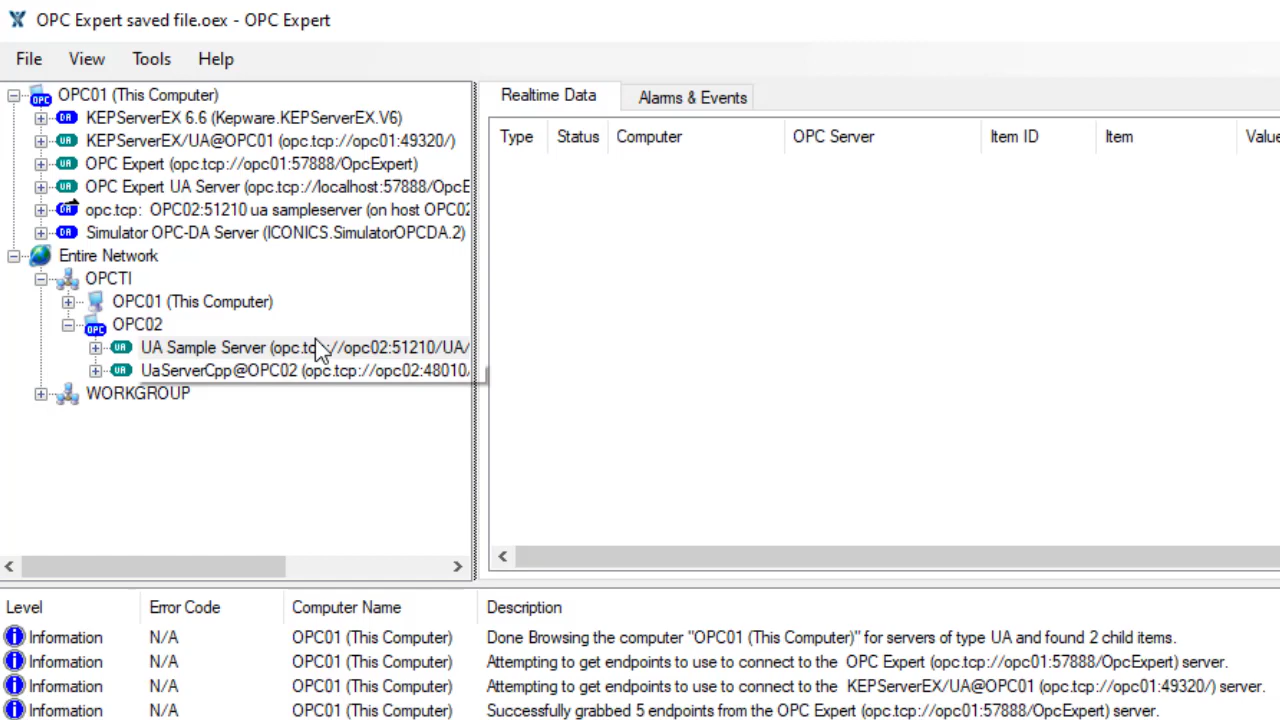 OPC Expert saved file.oex - OPC Expert
File View Tools Help
OPC01 (This Computer)
KEPServerEX 6.6 (Kepware.KEPServerEX.V6)
KEPServerEX/UA@OPC01 (opc.tcp://opc01:49320/)
OPC Expert (opc.tcp://opc01:57888/OpcExpert)
OPC Expert UA Server (opc.tcp://localhost:57888/OpcE
opc.tcp: OPC02:51210 ua sampleserver (on host OPC02
Simulator OPC-DA Server (ICONICS.SimulatorOPCDA.2)
Entire Network
OPCTI
OPC01 (This Computer)
OPC02
UA Sample Server (opc.tcp://opc02:51210/UA/
UaServerCpp@OPC02 (opc.tcp://opc02:48010/
WORKGROUP
Realtime Data Alarms & Events
Type Status Computer OPC Server Item ID Item Value
Level Error Code Computer Name Description
Information N/A OPC01 (This Computer) Done Browsing the computer "OPC01 (This Computer)" for servers of type UA and found 2 child items.
Information N/A OPC01 (This Computer) Attempting to get endpoints to use to connect to the OPC Expert (opc.tcp://opc01:57888/OpcExpert) server.
Information N/A OPC01 (This Computer) Attempting to get endpoints to use to connect to the KEPServerEX/UA@OPC01 (opc.tcp://opc01:49320/) server.
Information N/A OPC01 (This Computer) Successfully grabbed 5 endpoints from the OPC Expert (opc.tcp://opc01:57888/OpcExpert) server.